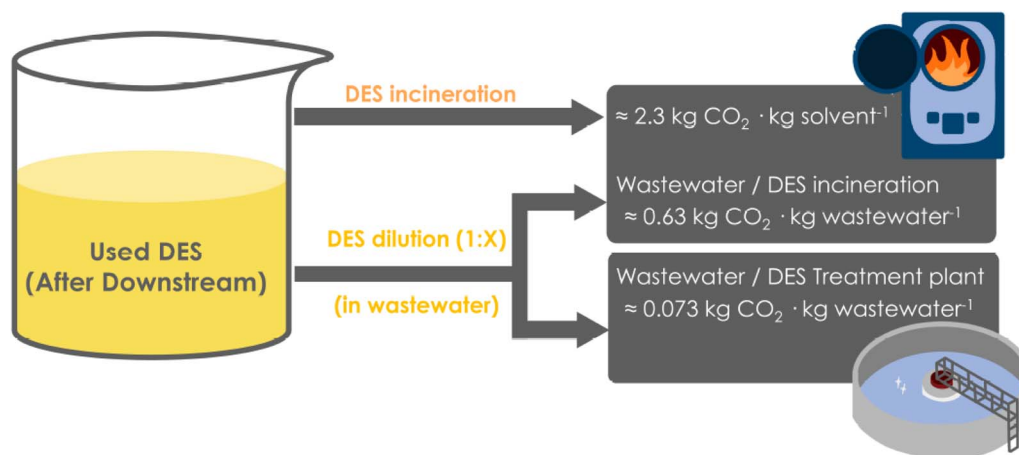 DES incineration
≈ 2.3 kg CO₂ · kg solvent⁻¹
Used DES
(After Downstream)
DES dilution (1:X)
(in wastewater)
Wastewater / DES incineration
≈ 0.63 kg CO₂ · kg wastewater⁻¹
Wastewater / DES Treatment plant
≈ 0.073 kg CO₂ · kg wastewater⁻¹